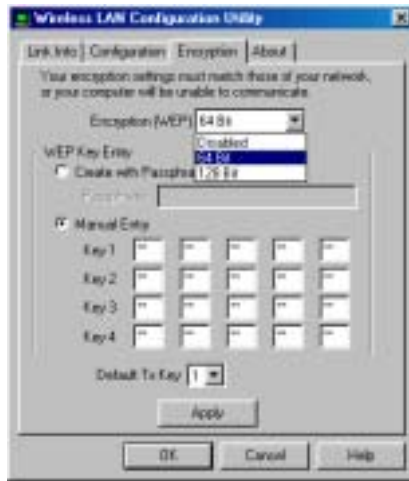 Wireless LAN Configuration Utility
Link Info Configuration Encryption About
Your encryption settings must match those of your network,
or your computer will be unable to communicate.
Encryption (WEP) 64 Bit
Disabled
64 Bit
128 Bit
WEP Key Entry
Create with Passphra
Passphrase
Manual Entry
Key 1 ** ** ** ** **
Key 2 ** ** ** ** **
Key 3 ** ** ** ** **
Key 4 ** ** ** ** **
Default Tx Key 1
Apply
OK Cancel Help